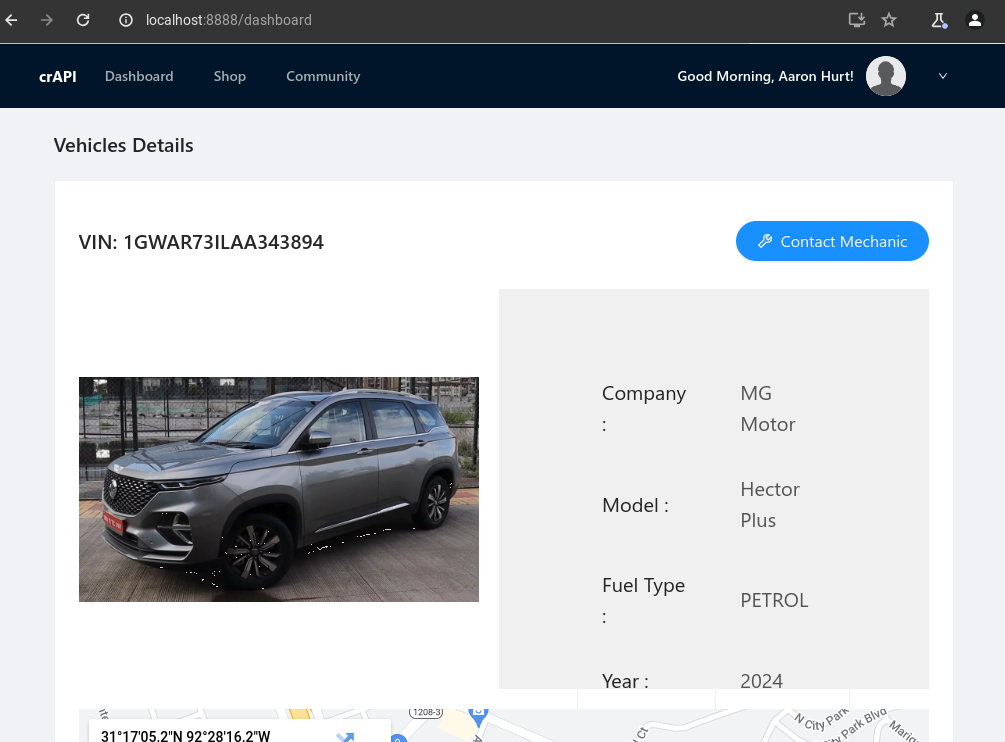 localhost:8888/dashboard
crAPI Dashboard Shop Community Good Morning, Aaron Hurt!
Vehicles Details
VIN: 1GWAR73ILAA343894
Contact Mechanic
Company : MG Motor
Model : Hector Plus
Fuel Type : PETROL
Year : 2024
1208-3
31°17'05.2"N 92°28'16.2"W
Ct
N City Park
City Park Blvd